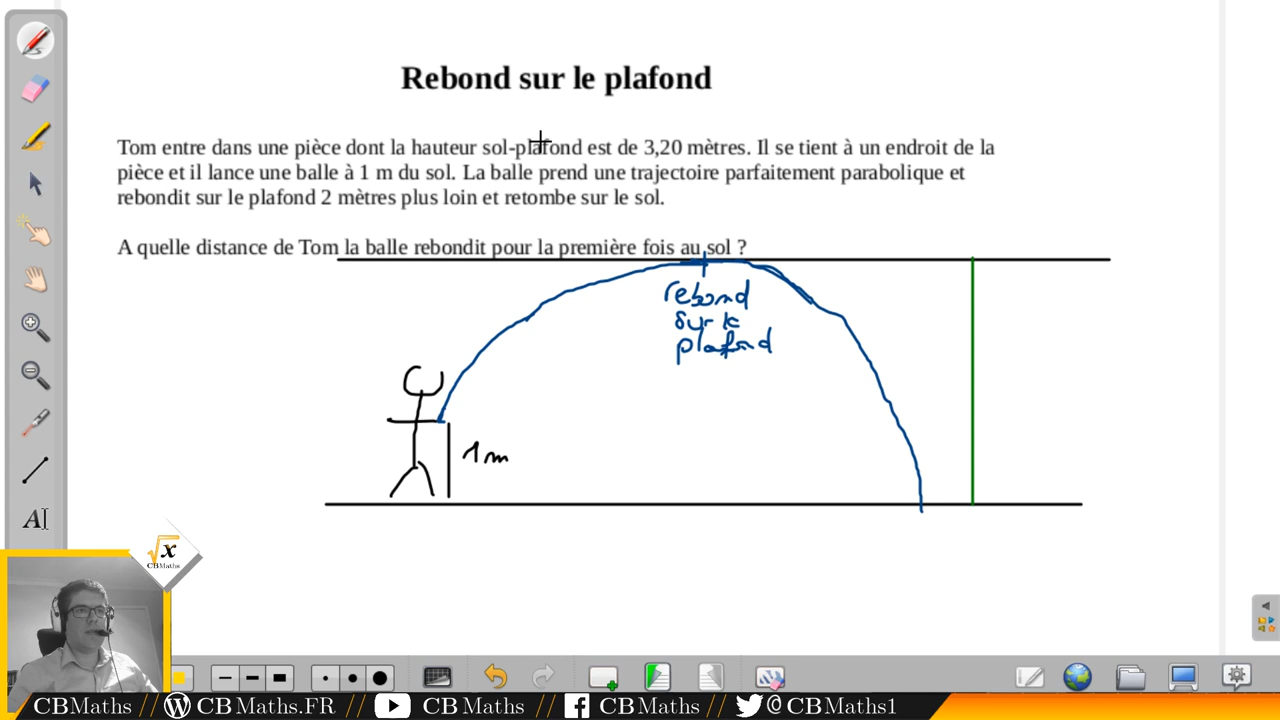 Rebond sur le plafond
Tom entre dans une pièce dont la hauteur sol-plafond est de 3,20 mètres. Il se tient à un endroit de la
pièce et il lance une balle à 1 m du sol. La balle prend une trajectoire parfaitement parabolique et
rebondit sur le plafond 2 mètres plus loin et retombe sur le sol.
A quelle distance de Tom la balle rebondit pour la première fois au sol ?
rebond
sur le
plafond
1m
AI
√x
CBMaths
CBMaths // CBMaths.FR // CBMaths // CBMaths // @CBMaths1